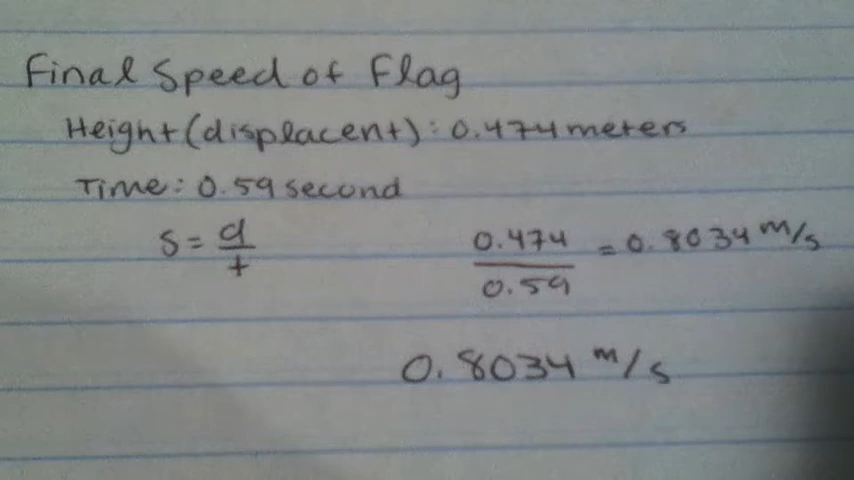 Final Speed of Flag
Height(displacent): 0.474 meters
Time: 0.59 second
s = d/t
0.474/0.59 = 0.8034 m/s
0.8034 m/s